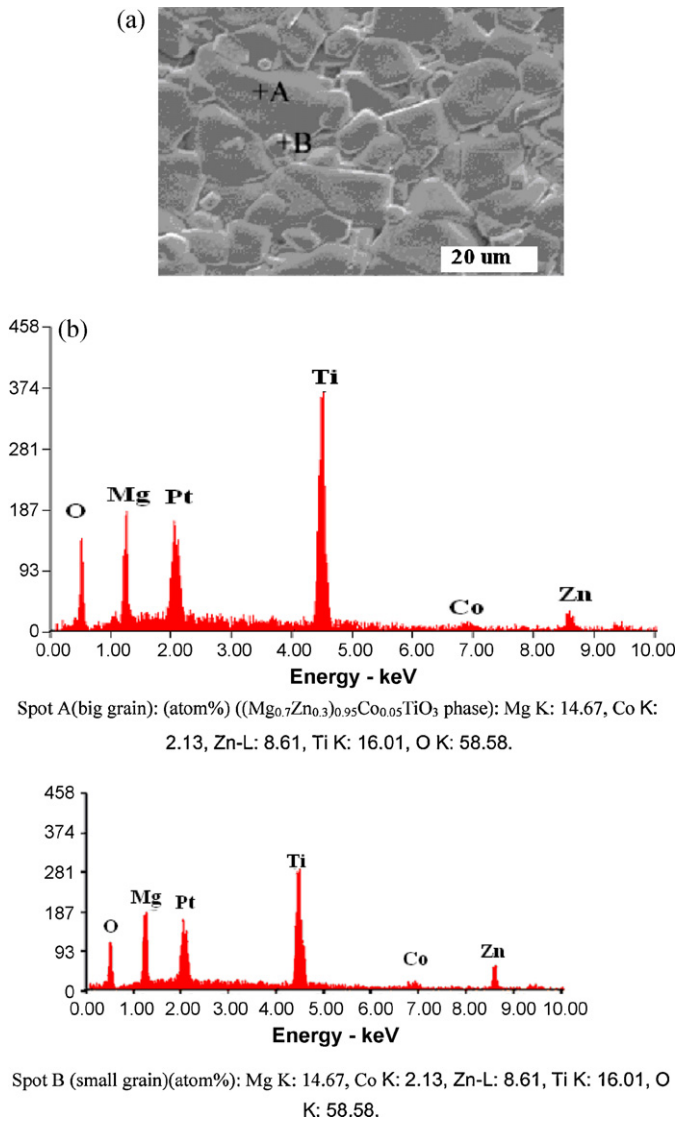 (a)
+A
+B
20 um
(b)
458
374
281
187
93
0
O
Mg
Pt
Ti
Co
Zn
0.00 1.00 2.00 3.00 4.00 5.00 6.00 7.00 8.00 9.00 10.00
Energy - keV
Spot A(big grain): (atom%) ((Mg0.7Zn0.3)0.95Co0.05TiO3 phase): Mg K: 14.67, Co K:
2.13, Zn-L: 8.61, Ti K: 16.01, O K: 58.58.
458
374
281
187
93
0
O
Mg
Pt
Ti
Co
Zn
0.00 1.00 2.00 3.00 4.00 5.00 6.00 7.00 8.00 9.00 10.00
Energy - keV
Spot B (small grain)(atom%): Mg K: 14.67, Co K: 2.13, Zn-L: 8.61, Ti K: 16.01, O
K: 58.58.